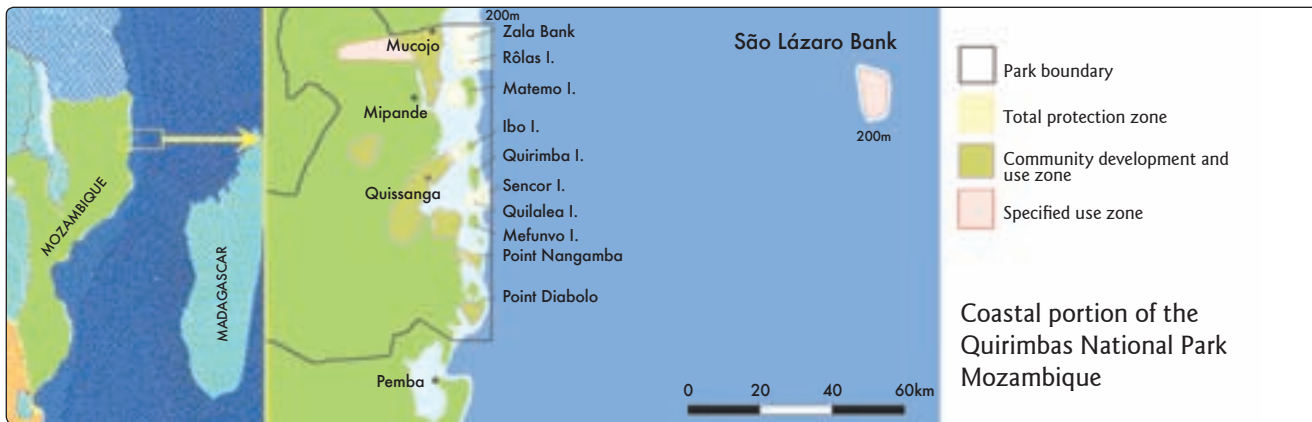 200m
Zala Bank
Mucojo
São Lázaro Bank
Rôlas I.
Park boundary
Matemo I.
Total protection zone
Mipande
Ibo I.
200m
Quirimba I.
Community development and
use zone
Sencor I.
Quissanga
Quilalea I.
Specified use zone
Mefunvo I.
MOZAMBIQUE
Point Nangamba
MADAGASCAR
Point Diabolo
Coastal portion of the
Quirimbas National Park
Mozambique
Pemba
0 20 40 60km